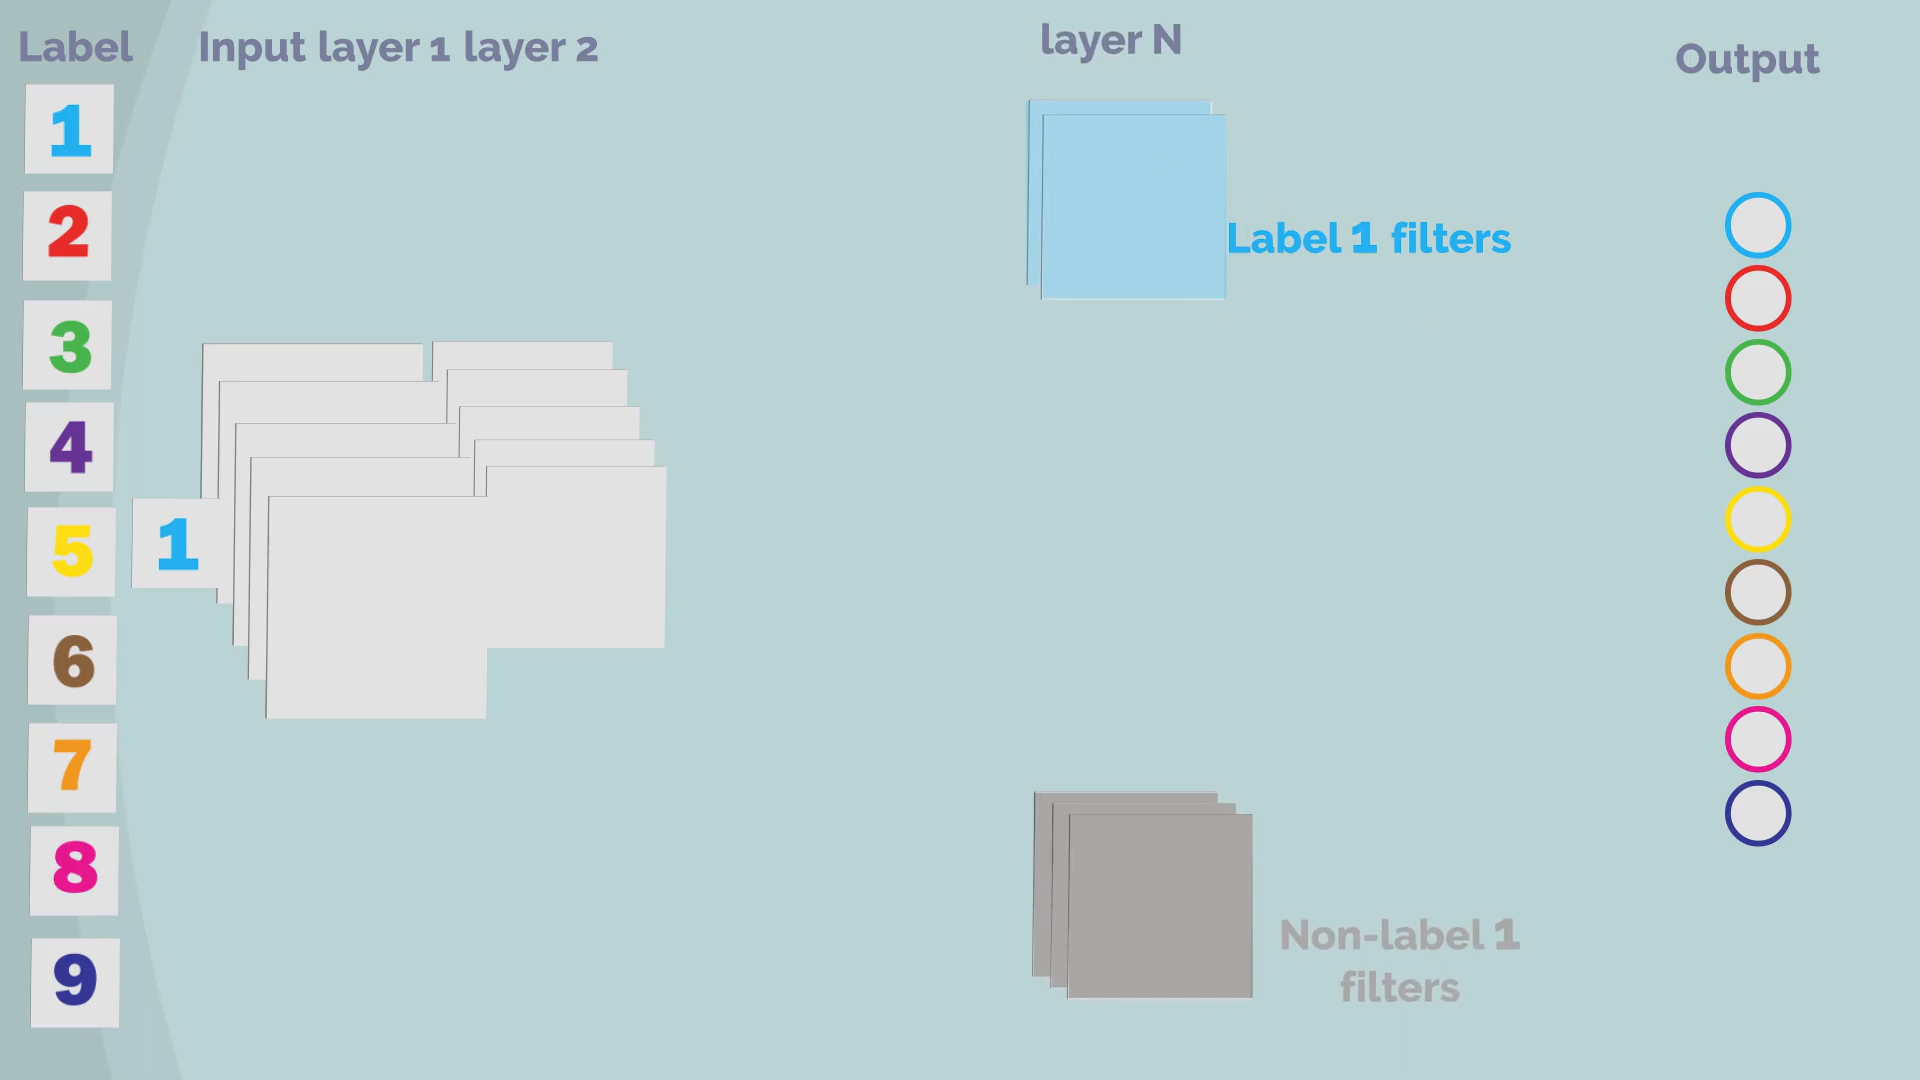 Label
Input layer 1 layer 2
layer N
Output
1
2
3
4
5
6
7
8
9
1
Label 1 filters
Non-label 1
filters